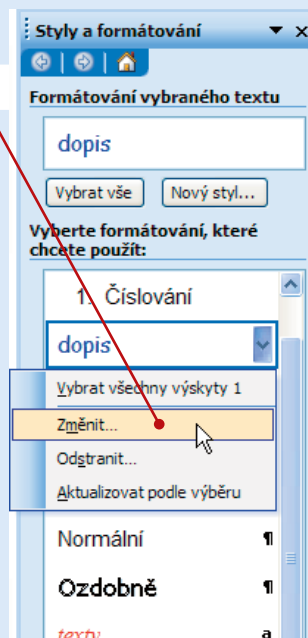 Styly a formátování
Formátování vybraného textu
dopis
Vybrat vše Nový styl...
Vyberte formátování, které
chcete použít:
1. Číslování
dopis
Vybrat všechny výskyty 1
Změnit...
Odstranit...
Aktualizovat podle výběru
Normální ¶
Ozdobně ¶
texty a